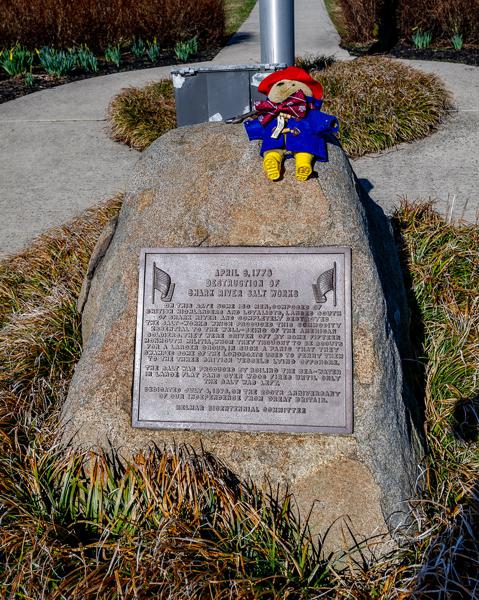 APRIL 5, 1778
DESTRUCTION OF
SHARK RIVER SALT WORKS
ON THIS DATE SOME 150 MEN, COMPOSED OF
BRITISH HIGHLANDERS AND LOYALISTS, LANDED SOUTH
OF SHARK RIVER AND COMPLETELY DESTROYED
THE SALT-WORKS WHICH PRODUCED THIS COMMODITY
ESSENTIAL TO THE WELL-BEING OF THE AMERICAN
COLONIES. THEY WERE DRIVEN OFF BY SOME FIFTEEN
MONMOUTH MILITIA, WHOM THEY THOUGHT TO BE SCOUTS
FOR A LARGER GROUP, IN SUCH A PANIC THAT THEY
SWAMPED SOME OF THE LONGBOATS USED TO FERRY THEM
TO THE THREE BRITISH VESSELS LYING OFFSHORE.
THE SALT WAS PRODUCED BY BOILING THE SEA-WATER
IN LARGE FLAT PANS OVER WOOD FIRES UNTIL ONLY
THE SALT WAS LEFT.
DEDICATED JULY 4, 1976, ON THE 200TH ANNIVERSARY
OF OUR INDEPENDENCE FROM GREAT BRITAIN.
BELMAR BICENTENNIAL COMMITTEE